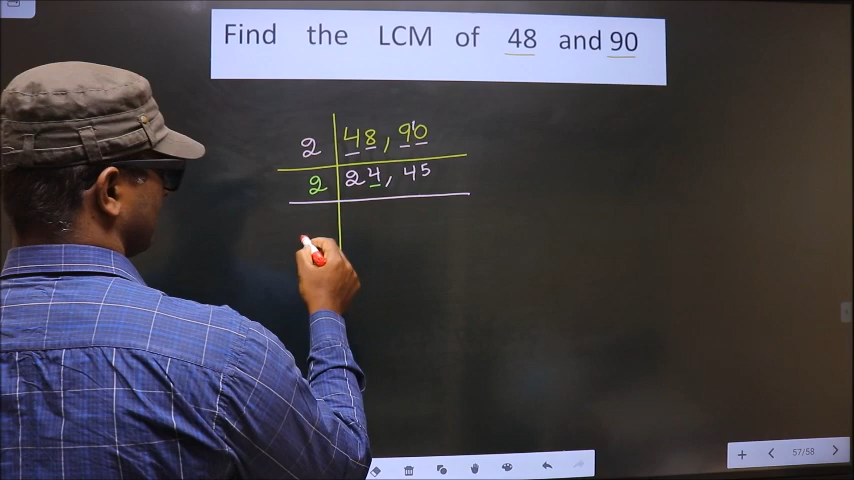 Find the LCM of 48 and 90
2 48, 90
2 24, 45
57/58